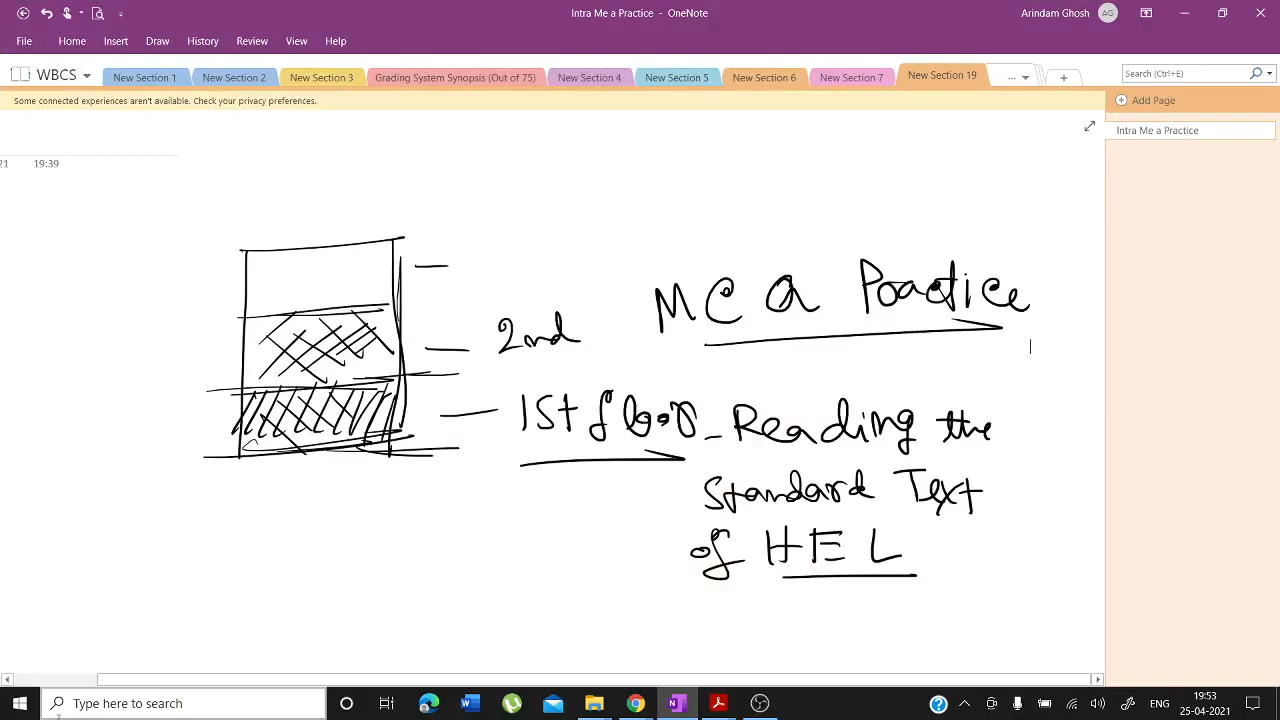 Intra Me a Practice - OneNote
Arindam Ghosh AG
File Home Insert Draw History Review View Help
WBCS New Section 1 New Section 2 New Section 3 Grading System Synopsis (Out of 75) New Section 4 New Section 5 New Section 6 New Section 7 New Section 19 ... Search (Ctrl+E)
Some connected experiences aren't available. Check your privacy preferences.
Add Page
Intra Me a Practice
21 19:39
MC Q Practice
2nd
1st floor - Reading the
Standard Text
of HEL
Type here to search
ENG
19:53
25-04-2021